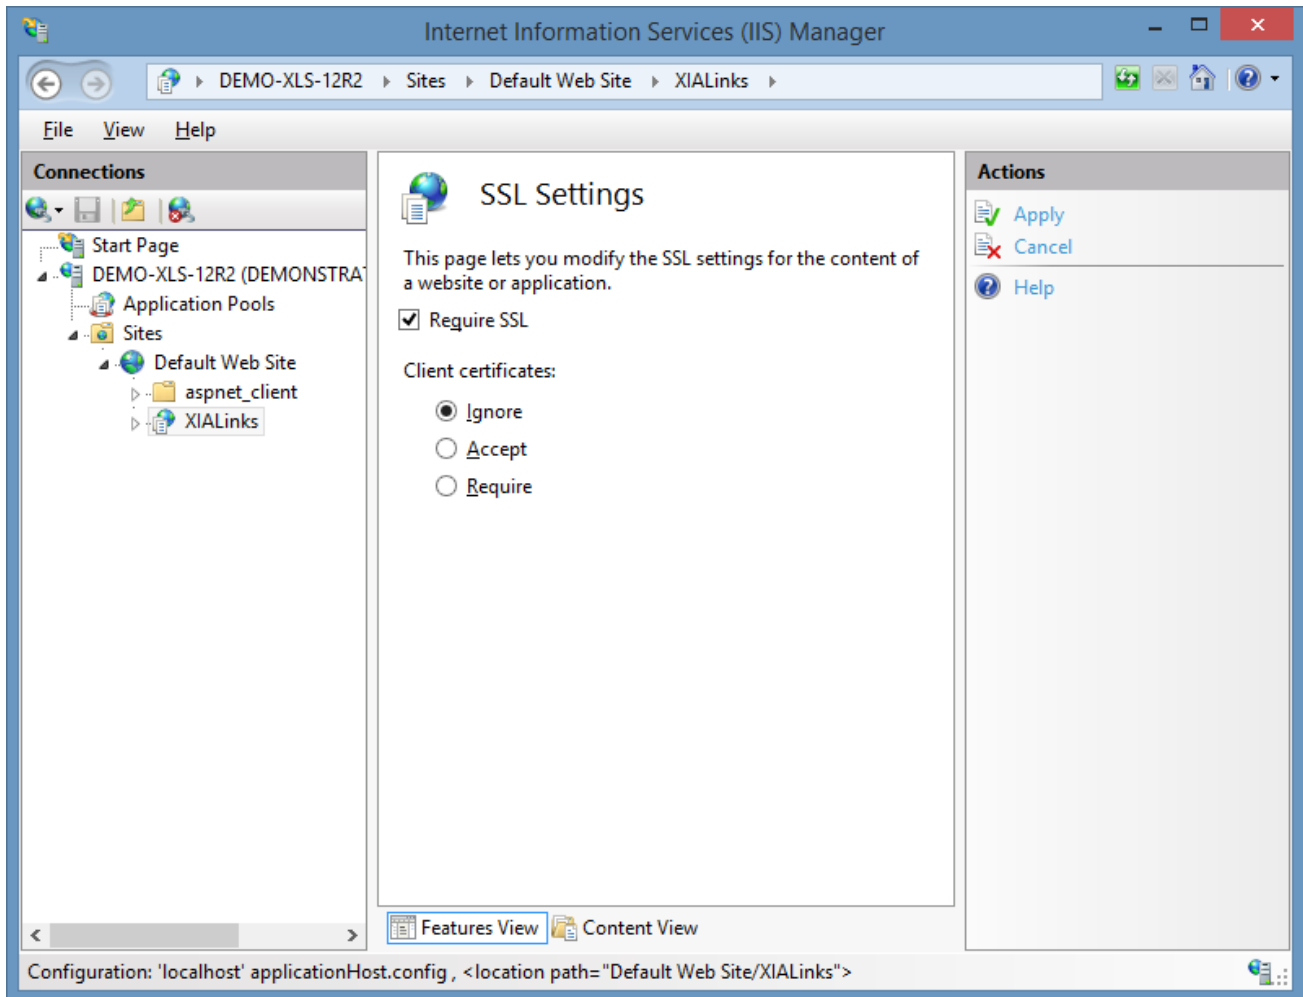 Internet Information Services (IIS) Manager
DEMO-XLS-12R2 Sites Default Web Site XIALinks
File View Help
Connections
Start Page
DEMO-XLS-12R2 (DEMONSTRAT
Application Pools
Sites
Default Web Site
aspnet_client
XIALinks
SSL Settings
This page lets you modify the SSL settings for the content of
a website or application.
Require SSL
Client certificates:
Ignore
Accept
Require
Features View Content View
Actions
Apply
Cancel
Help
Configuration: 'localhost' applicationHost.config , <location path="Default Web Site/XIALinks">